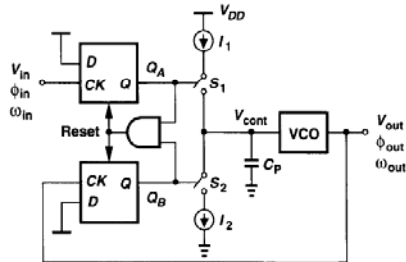 V_DD
I_1
D
V_in
CK
Q
Q_A
S_1
ϕ_in
ω_in
V_cont
V_out
Reset
VCO
ϕ_out
C_P
ω_out
CK
Q
S_2
D
Q_B
I_2